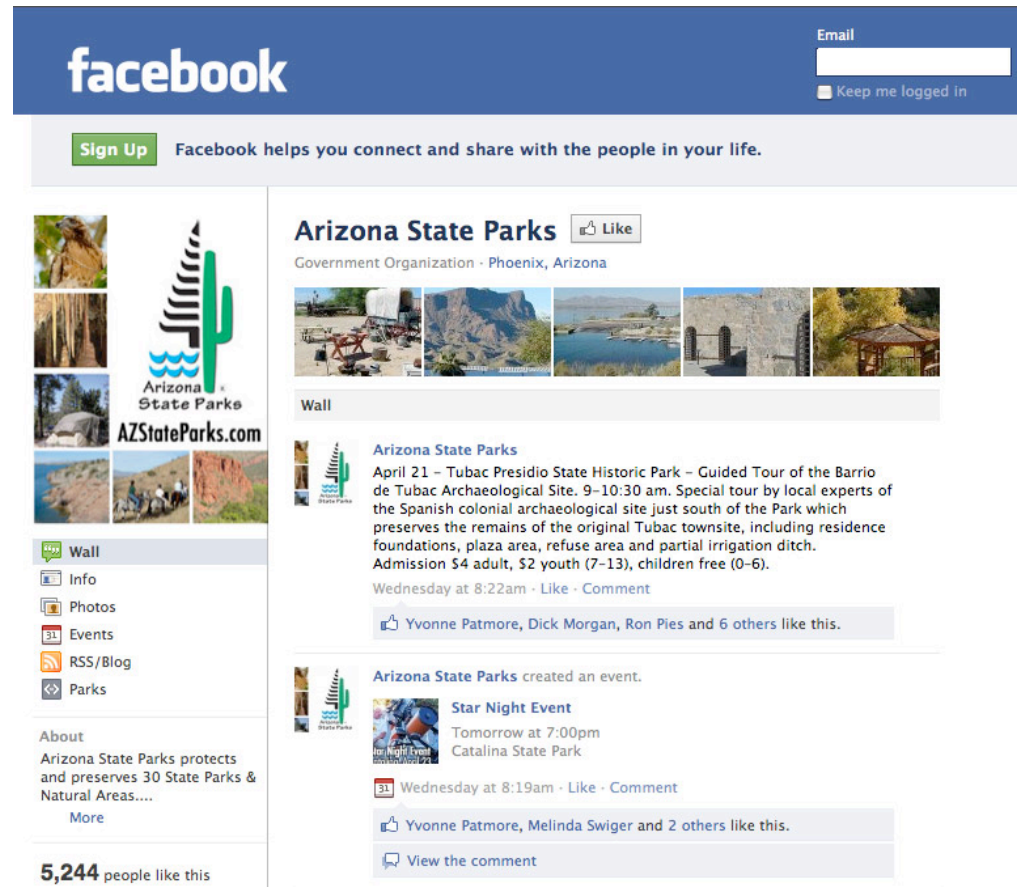 facebook
Email
Keep me logged in
Sign Up
Facebook helps you connect and share with the people in your life.
Arizona
State Parks
AZStateParks.com
Wall
Info
Photos
31
Events
RSS/Blog
Parks
About
Arizona State Parks protects
and preserves 30 State Parks &
Natural Areas....
More
5,244 people like this
Arizona State Parks
Like
Government Organization · Phoenix, Arizona
Wall
Arizona State Parks
April 21 – Tubac Presidio State Historic Park – Guided Tour of the Barrio
de Tubac Archaeological Site. 9–10:30 am. Special tour by local experts of
the Spanish colonial archaeological site just south of the Park which
preserves the remains of the original Tubac townsite, including residence
foundations, plaza area, refuse area and partial irrigation ditch.
Admission $4 adult, $2 youth (7–13), children free (0–6).
Wednesday at 8:22am · Like · Comment
Yvonne Patmore, Dick Morgan, Ron Pies and 6 others like this.
Arizona State Parks created an event.
Star Night Event
Tomorrow at 7:00pm
Catalina State Park
31
Wednesday at 8:19am · Like · Comment
Yvonne Patmore, Melinda Swiger and 2 others like this.
View the comment